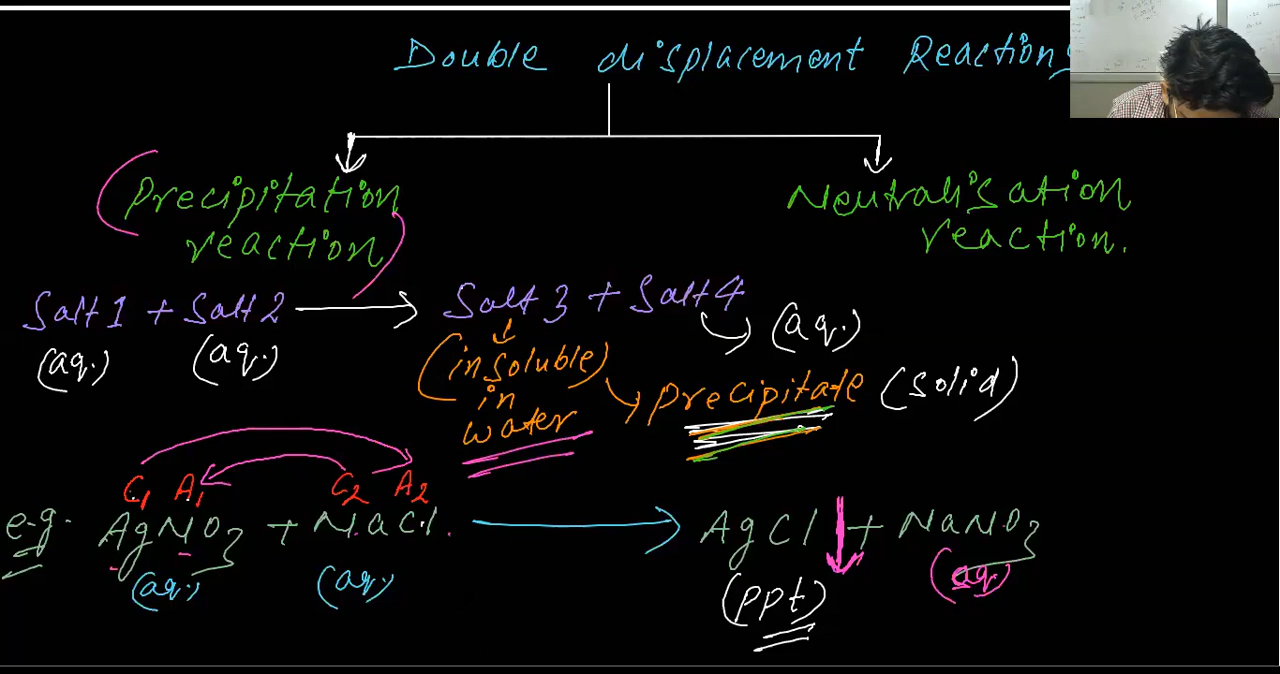 Double displacement Reactions
Precipitation
reaction
Neutralisation
reaction.
Salt 1 + Salt 2 ⟶ Salt 3 + Salt 4
(aq.) (aq.) (aq.)
(insoluble)
in
water
precipitate (solid)
C₁ A₁ C₂ A₂
e.g. AgNO₃ + NaCl. ⟶ AgCl ↓ + NaNO₃
(aq.) (aq.) (ppt) (aq.)